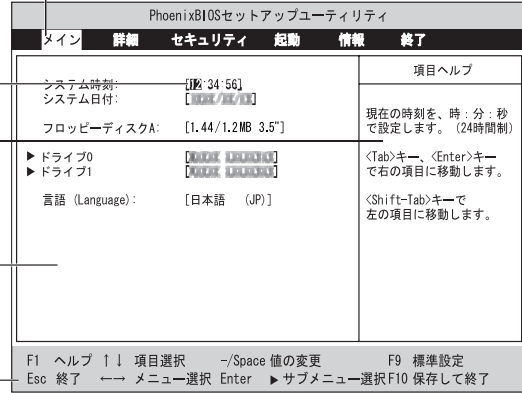 PhoenixBIOSセットアップユーティリティ
メイン 詳細 セキュリティ 起動 情報 終了
項目ヘルプ
システム時刻: [12:34:56]
システム日付:
フロッピーディスクA: [1.44/1.2MB 3.5"]
▶ ドライブ0
▶ ドライブ1
言語 (Language): [日本語 (JP)]
現在の時刻を、時:分:秒
で設定します。(24時間制)
<Tab>キー、<Enter>キー
で右の項目に移動します。
<Shift-Tab>キーで
左の項目に移動します。
F1 ヘルプ ↑↓ 項目選択 -/Space 値の変更 F9 標準設定
Esc 終了 ←→ メニュー選択 Enter ▶サブメニュー選択 F10 保存して終了